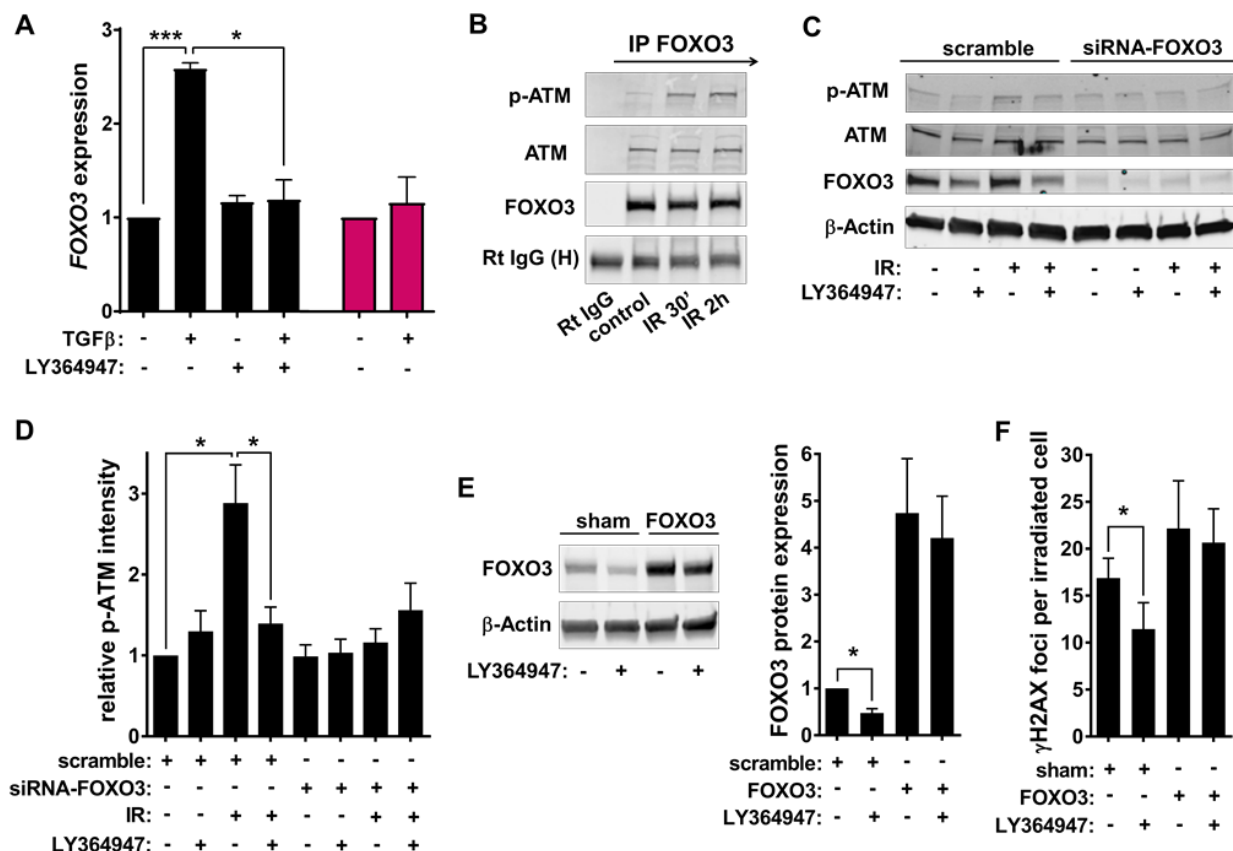 A
FOXO3 expression
3
2
1
0
***
*
TGFβ: - + - + - +
LY364947: - - + + - -
B
IP FOXO3
p-ATM
ATM
FOXO3
Rt IgG (H)
Rt IgG
control
IR 30’
IR 2h
C
scramble siRNA-FOXO3
p-ATM
ATM
FOXO3
β-Actin
IR: - - + + - - + +
LY364947: - + - + - + - +
D
relative p-ATM intensity
3
2
1
0
* *
scramble: + + + + - - - -
siRNA-FOXO3: - - - - + + + +
IR: - - + + - - + +
LY364947: - + - + - + - +
E
sham FOXO3
FOXO3
β-Actin
LY364947: - + - +
FOXO3 protein expression
6
5
4
3
2
1
0
*
scramble: + + - -
FOXO3: - - + +
LY364947: - + - +
F
γH2AX foci per irradiated cell
30
25
20
15
10
5
0
*
sham: + + - -
FOXO3: - - + +
LY364947: - + - +